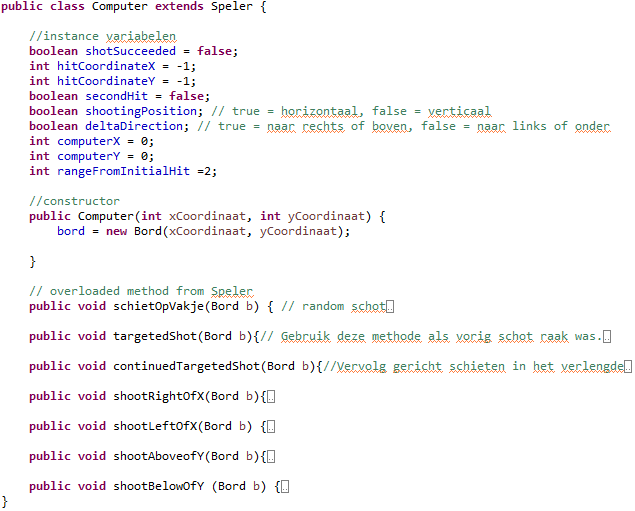 public class Computer extends Speler {
//instance variabelen
boolean shotSucceeded = false;
int hitCoordinateX = -1;
int hitCoordinateY = -1;
boolean secondHit = false;
boolean shootingPosition; // true = horizontaal, false = verticaal
boolean deltaDirection; // true = naar rechts of boven, false = naar links of onder
int computerX = 0;
int computerY = 0;
int rangeFromInitialHit =2;
//constructor
public Computer(int xCoordinaat, int yCoordinaat) {
bord = new Bord(xCoordinaat, yCoordinaat);
}
// overloaded method from Speler
public void schietOpVakje(Bord b) { // random schot
public void targetedShot(Bord b){// Gebruik deze methode als vorig schot raak was.
public void continuedTargetedShot(Bord b){//Vervolg gericht schieten in het verlengde
public void shootRightOfX(Bord b){
public void shootLeftOfX(Bord b) {
public void shootAboveofY(Bord b){
public void shootBelowOfY (Bord b) {
}